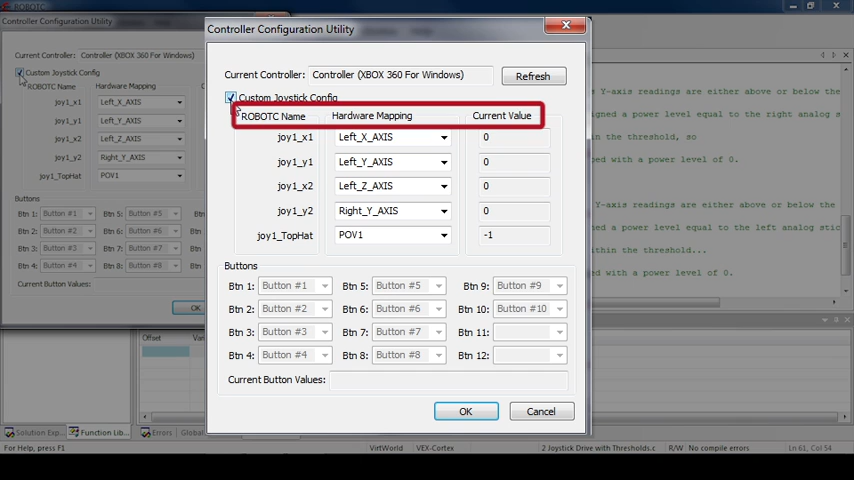 ROBOTC
Controller Configuration Utility
Current Controller: Controller (XBOX 360 For Windows)
Custom Joystick Config
ROBOTC Name Hardware Mapping
joy1_x1 Left_X_AXIS
joy1_y1 Left_Y_AXIS
joy1_x2 Left_Z_AXIS
joy1_y2 Right_Y_AXIS
joy1_TopHat POV1
Buttons
Btn 1: Button #1 Btn 5: Button #5
Btn 2: Button #2 Btn 6: Button #6
Btn 3: Button #3 Btn 7: Button #7
Btn 4: Button #4 Btn 8: Button #8
Current Button Values:
OK
Controller Configuration Utility
Current Controller: Controller (XBOX 360 For Windows) Refresh
Custom Joystick Config
ROBOTC Name Hardware Mapping Current Value
joy1_x1 Left_X_AXIS 0
joy1_y1 Left_Y_AXIS 0
joy1_x2 Left_Z_AXIS 0
joy1_y2 Right_Y_AXIS 0
joy1_TopHat POV1 -1
Buttons
Btn 1: Button #1 Btn 5: Button #5 Btn 9: Button #9
Btn 2: Button #2 Btn 6: Button #6 Btn 10: Button #10
Btn 3: Button #3 Btn 7: Button #7 Btn 11:
Btn 4: Button #4 Btn 8: Button #8 Btn 12:
Current Button Values:
OK Cancel
Y-axis readings are either above or below the
igned a power level equal to the right analog s
n the threshold, so
ped with a power level of 0.
Y-axis readings are either above or below the
ned a power level equal to the left analog stic
ithin the threshold...
ed with a power level of 0.
Offset Var
Solution Exp... Function Lib... Errors Global
For Help, press F1 VirtWorld VEX-Cortex 2 Joystick Drive with Thresholds.c R/W No compile errors Ln 61, Col 54